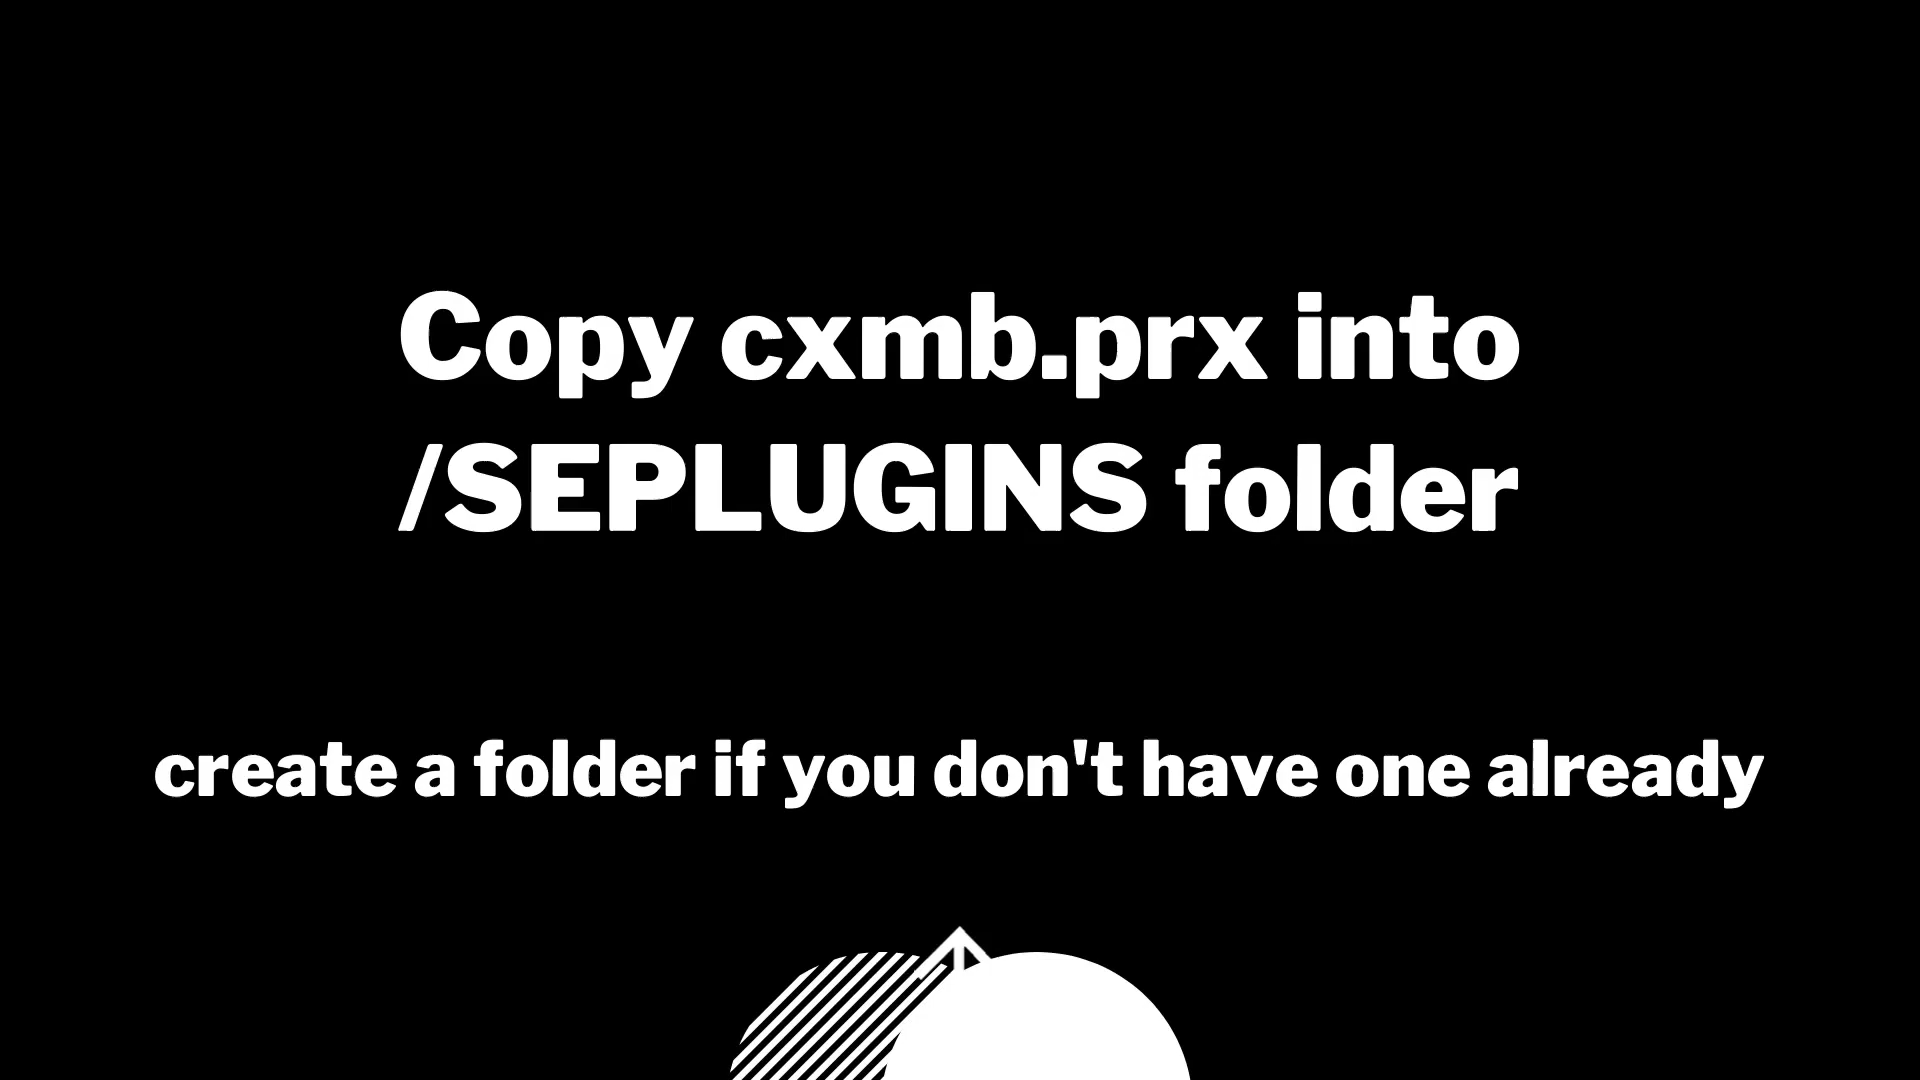 Copy cxmb.prx into
/SEPLUGINS folder
create a folder if you don't have one already